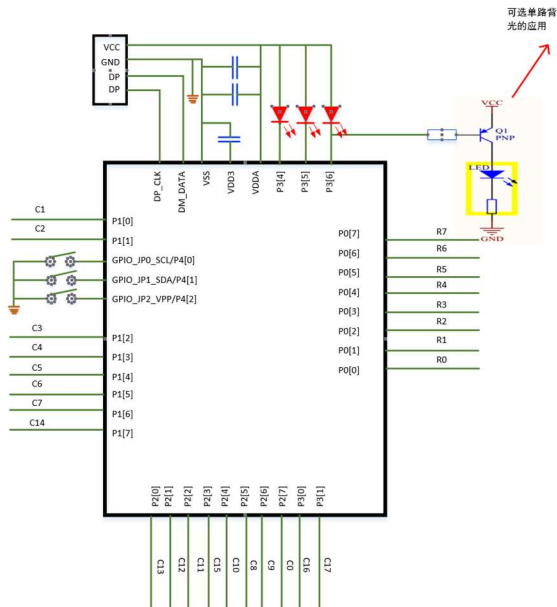 可选单路背
光的应用
VCC
GND
DP
DP
VCC
Q1
PNP
LED
GND
DP_CLK
DM_DATA
VSS
VDD3
VDDA
P3[4]
P3[5]
P3[6]
C1
P1[0]
C2
P1[1]
GPIO_JP0_SCL/P4[0]
GPIO_JP1_SDA/P4[1]
GPIO_JP2_VPP/P4[2]
C3
P1[2]
C4
P1[3]
C5
P1[4]
C6
P1[5]
C7
P1[6]
C14
P1[7]
P0[7]
R7
P0[6]
R6
P0[5]
R5
P0[4]
R4
P0[3]
R3
P0[2]
R2
P0[1]
R1
P0[0]
R0
P2[0]
P2[1]
P2[2]
P2[3]
P2[4]
P2[5]
P2[6]
P2[7]
P3[0]
P3[1]
C13
C12
C11
C15
C10
C8
C9
C0
C16
C17